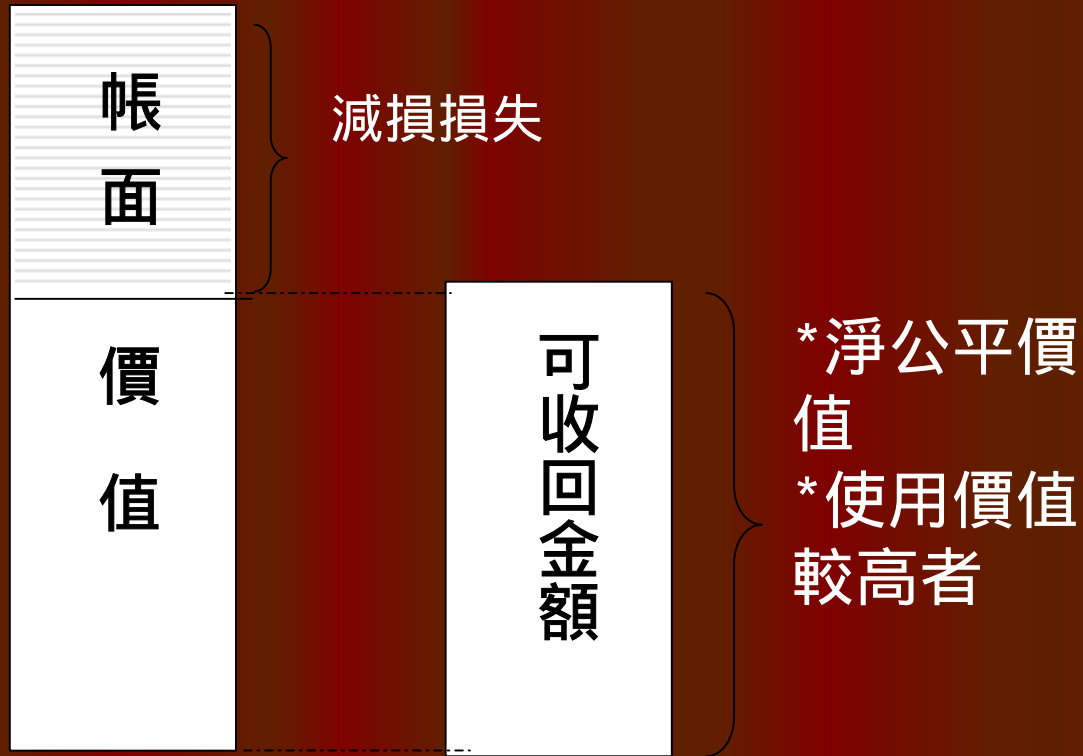 帳面價值
減損損失
可收回金額
*淨公平價
值
*使用價值
較高者